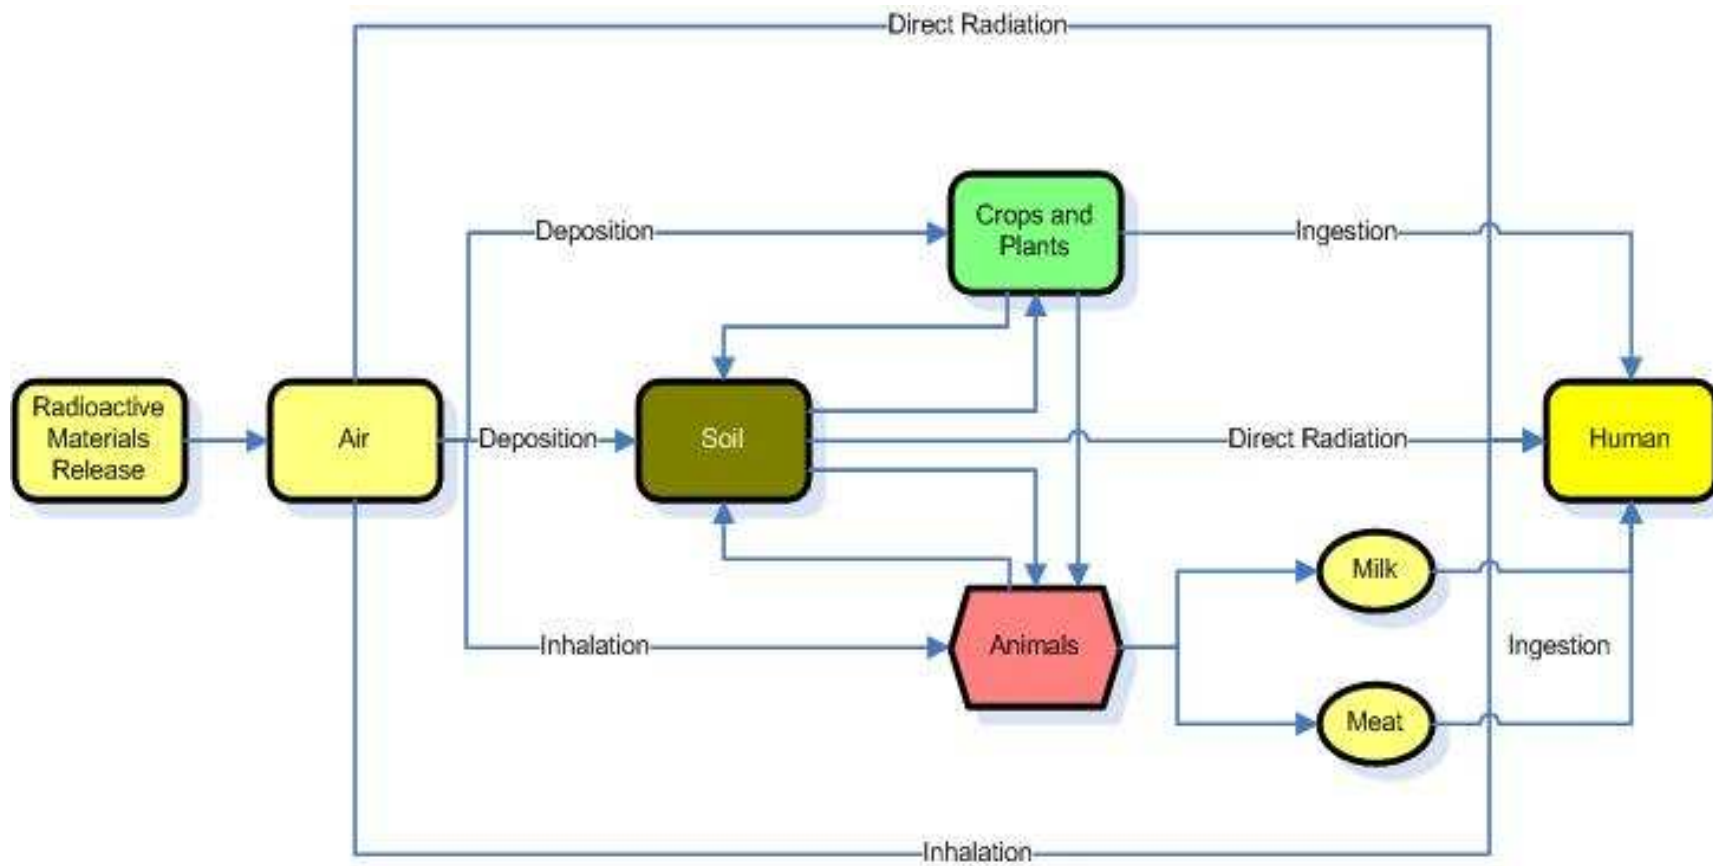 Direct Radiation
Crops and
Plants
Deposition
Ingestion
Radioactive
Materials
Release
Air
Deposition
Soil
Direct Radiation
Human
Milk
Inhalation
Animals
Ingestion
Meat
Inhalation